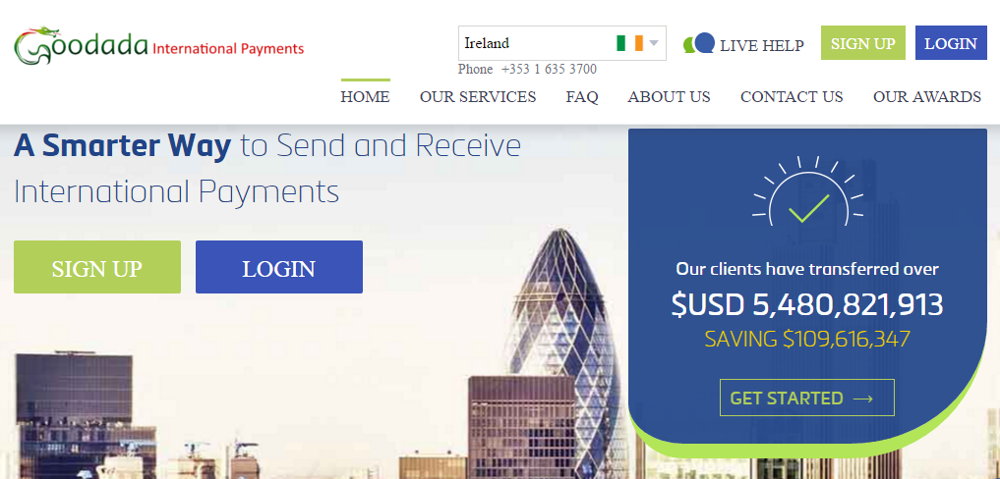 Goodada International Payments
Ireland
LIVE HELP
SIGN UP
LOGIN
Phone +353 1 635 3700
HOME
OUR SERVICES
FAQ
ABOUT US
CONTACT US
OUR AWARDS
A Smarter Way to Send and Receive
International Payments
SIGN UP
LOGIN
Our clients have transferred over
$USD 5,480,821,913
SAVING $109,616,347
GET STARTED →